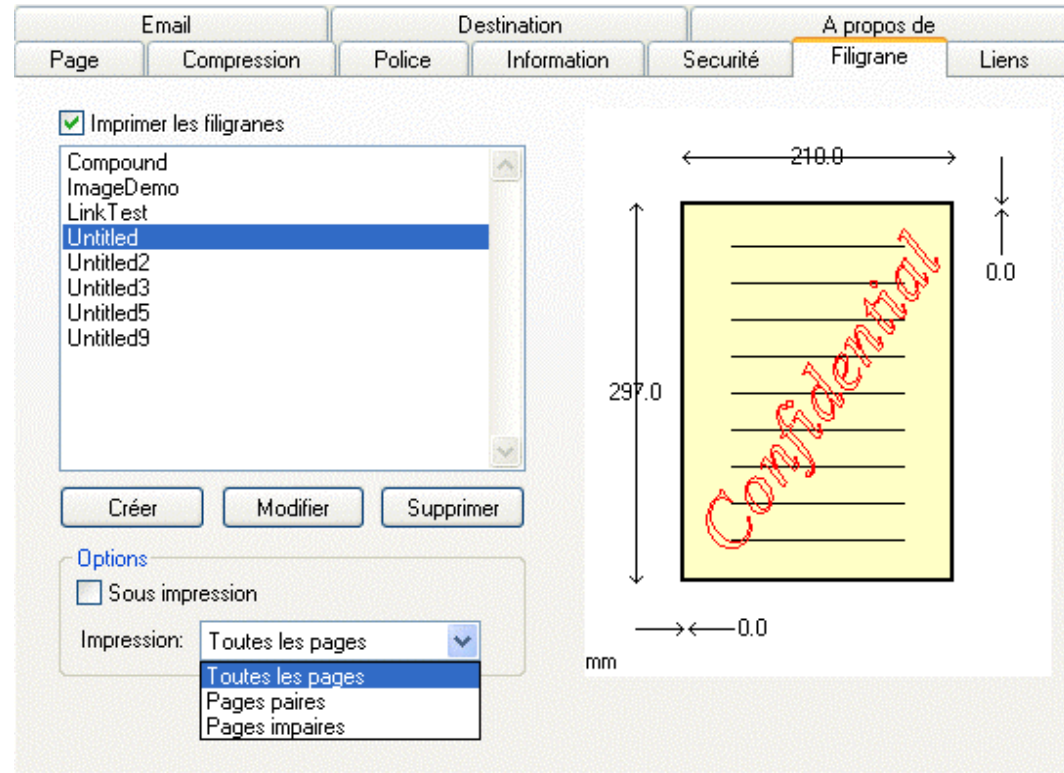 Email Destination A propos de
Page Compression Police Information Securité Filigrane Liens
Imprimer les filigranes
Compound
ImageDemo
LinkTest
Untitled
Untitled2
Untitled3
Untitled5
Untitled9
Créer Modifier Supprimer
Options
Sous impression
Impression: Toutes les pages
Toutes les pages
Pages paires
Pages impaires
210.0
0.0
297.0
Confidential
0.0
mm